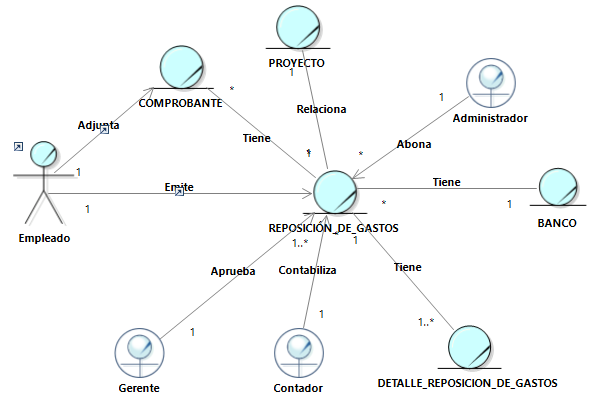 PROYECTO
1
COMPROBANTE
*
1
Administrador
Relaciona
Adjunta
Tiene
*
Abona
*
1
Emite
Tiene
1
*
1
Empleado
REPOSICIÓN_DE_GASTOS
BANCO
1..*
1
Aprueba
Contabiliza
Tiene
1
1
1..*
Gerente
Contador
DETALLE_REPOSICION_DE_GASTOS